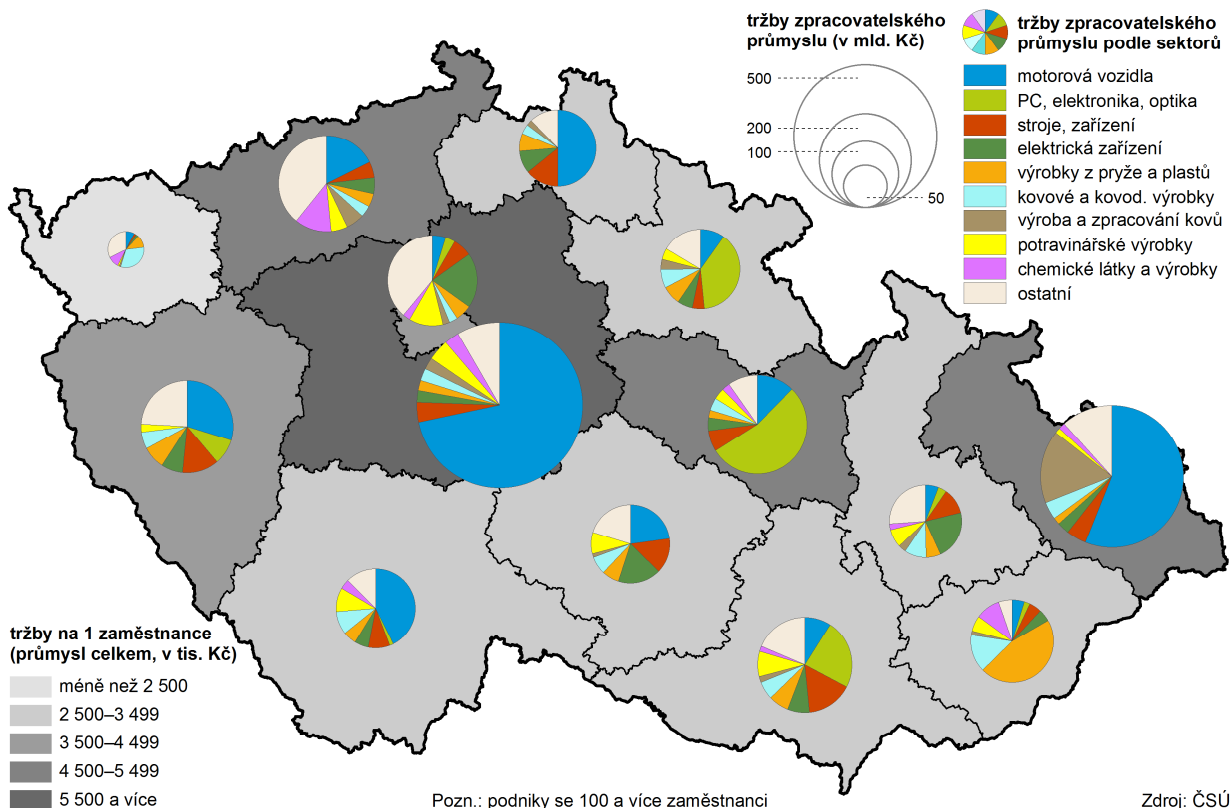 tržby zpracovatelského
průmyslu (v mld. Kč)
500
200
100
50
tržby zpracovatelského
průmyslu podle sektorů
motorová vozidla
PC, elektronika, optika
stroje, zařízení
elektrická zařízení
výrobky z pryže a plastů
kovové a kovod. výrobky
výroba a zpracování kovů
potravinářské výrobky
chemické látky a výrobky
ostatní
tržby na 1 zaměstnance
(průmysl celkem, v tis. Kč)
méně než 2 500
2 500–3 499
3 500–4 499
4 500–5 499
5 500 a více
Pozn.: podniky se 100 a více zaměstnanci
Zdroj: ČSÚ